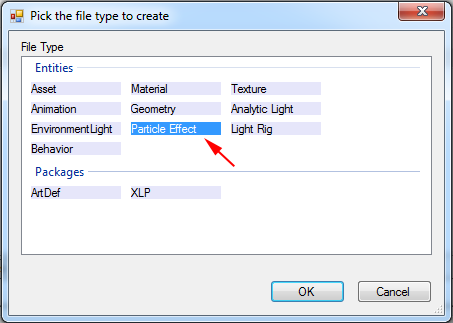 Pick the file type to create
File Type
Entities
Asset Material Texture
Animation Geometry Analytic Light
EnvironmentLight Particle Effect Light Rig
Behavior
Packages
ArtDef XLP
OK Cancel